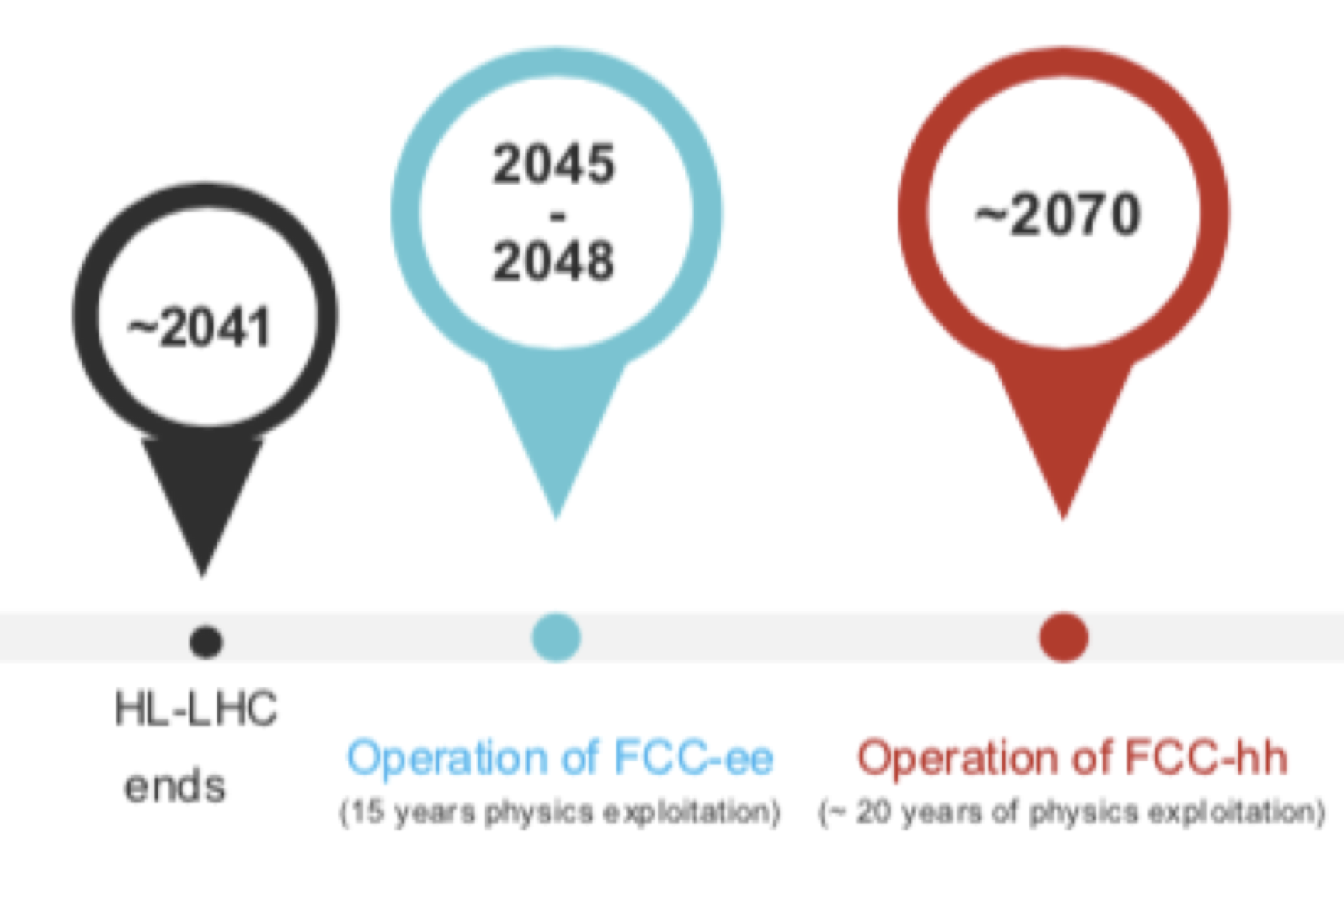 ~2041
2045
-
2048
~2070
HL-LHC
ends
Operation of FCC-ee
(15 years physics exploitation)
Operation of FCC-hh
(~ 20 years of physics exploitation)